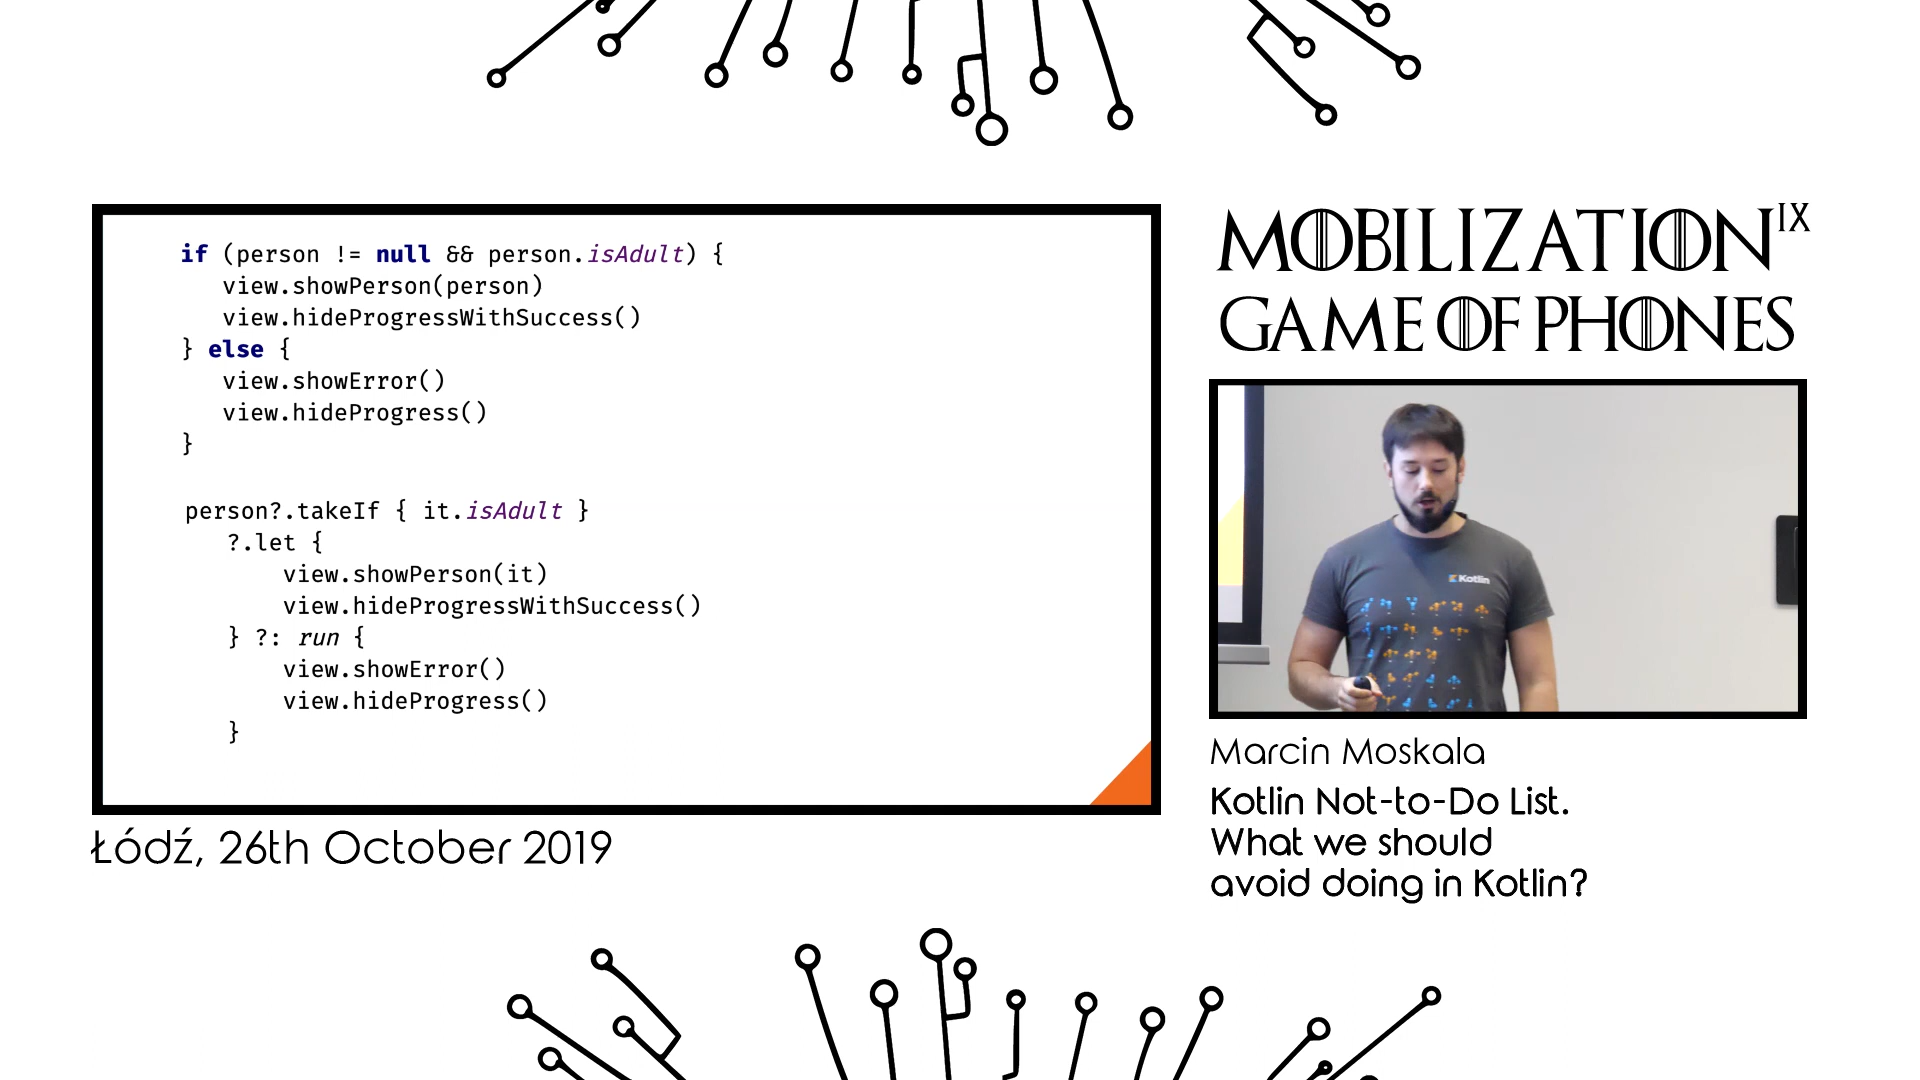 if (person != null && person.isAdult) {
view.showPerson(person)
view.hideProgressWithSuccess()
} else {
view.showError()
view.hideProgress()
}
person?.takeIf { it.isAdult }
?.let {
view.showPerson(it)
view.hideProgressWithSuccess()
} ?: run {
view.showError()
view.hideProgress()
}
Łódź, 26th October 2019
MOBILIZATION IX
GAME OF PHONES
Kotlin
Marcin Moskala
Kotlin Not-to-Do List.
What we should
avoid doing in Kotlin?